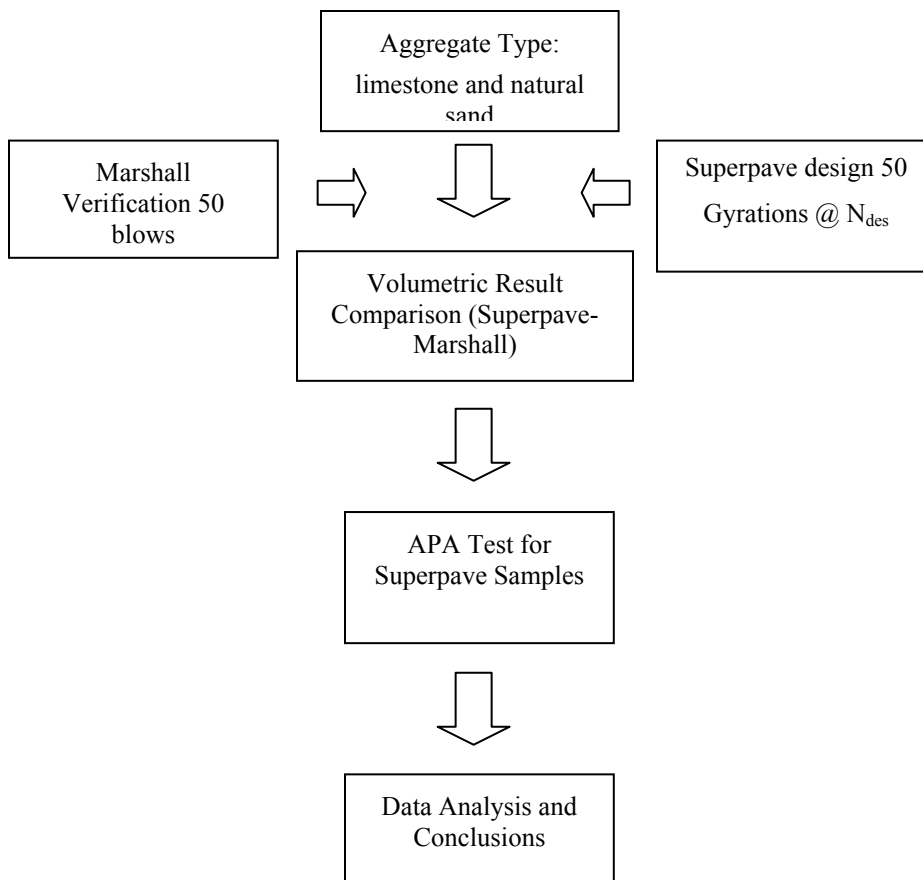 Aggregate Type:
limestone and natural
sand
Marshall
Verification 50
blows
Superpave design 50
Gyrations @ Ndes
Volumetric Result
Comparison (Superpave-
Marshall)
APA Test for
Superpave Samples
Data Analysis and
Conclusions